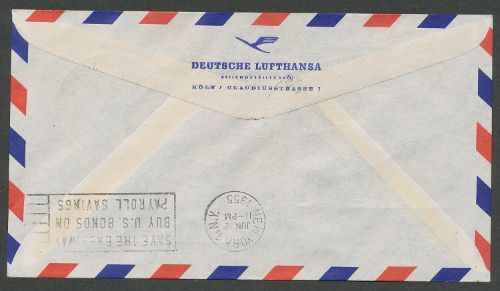 DEUTSCHE LUFTHANSA
AKTIENGESELLSCHAFT
KÖLN / CLAUDIUSSTRASSE 1
SAVE THE EASY WAY
BUY U.S. BONDS ON
PAYROLL SAVINGS
NEW YORK N.Y.
JUN 12
11-PM
1955